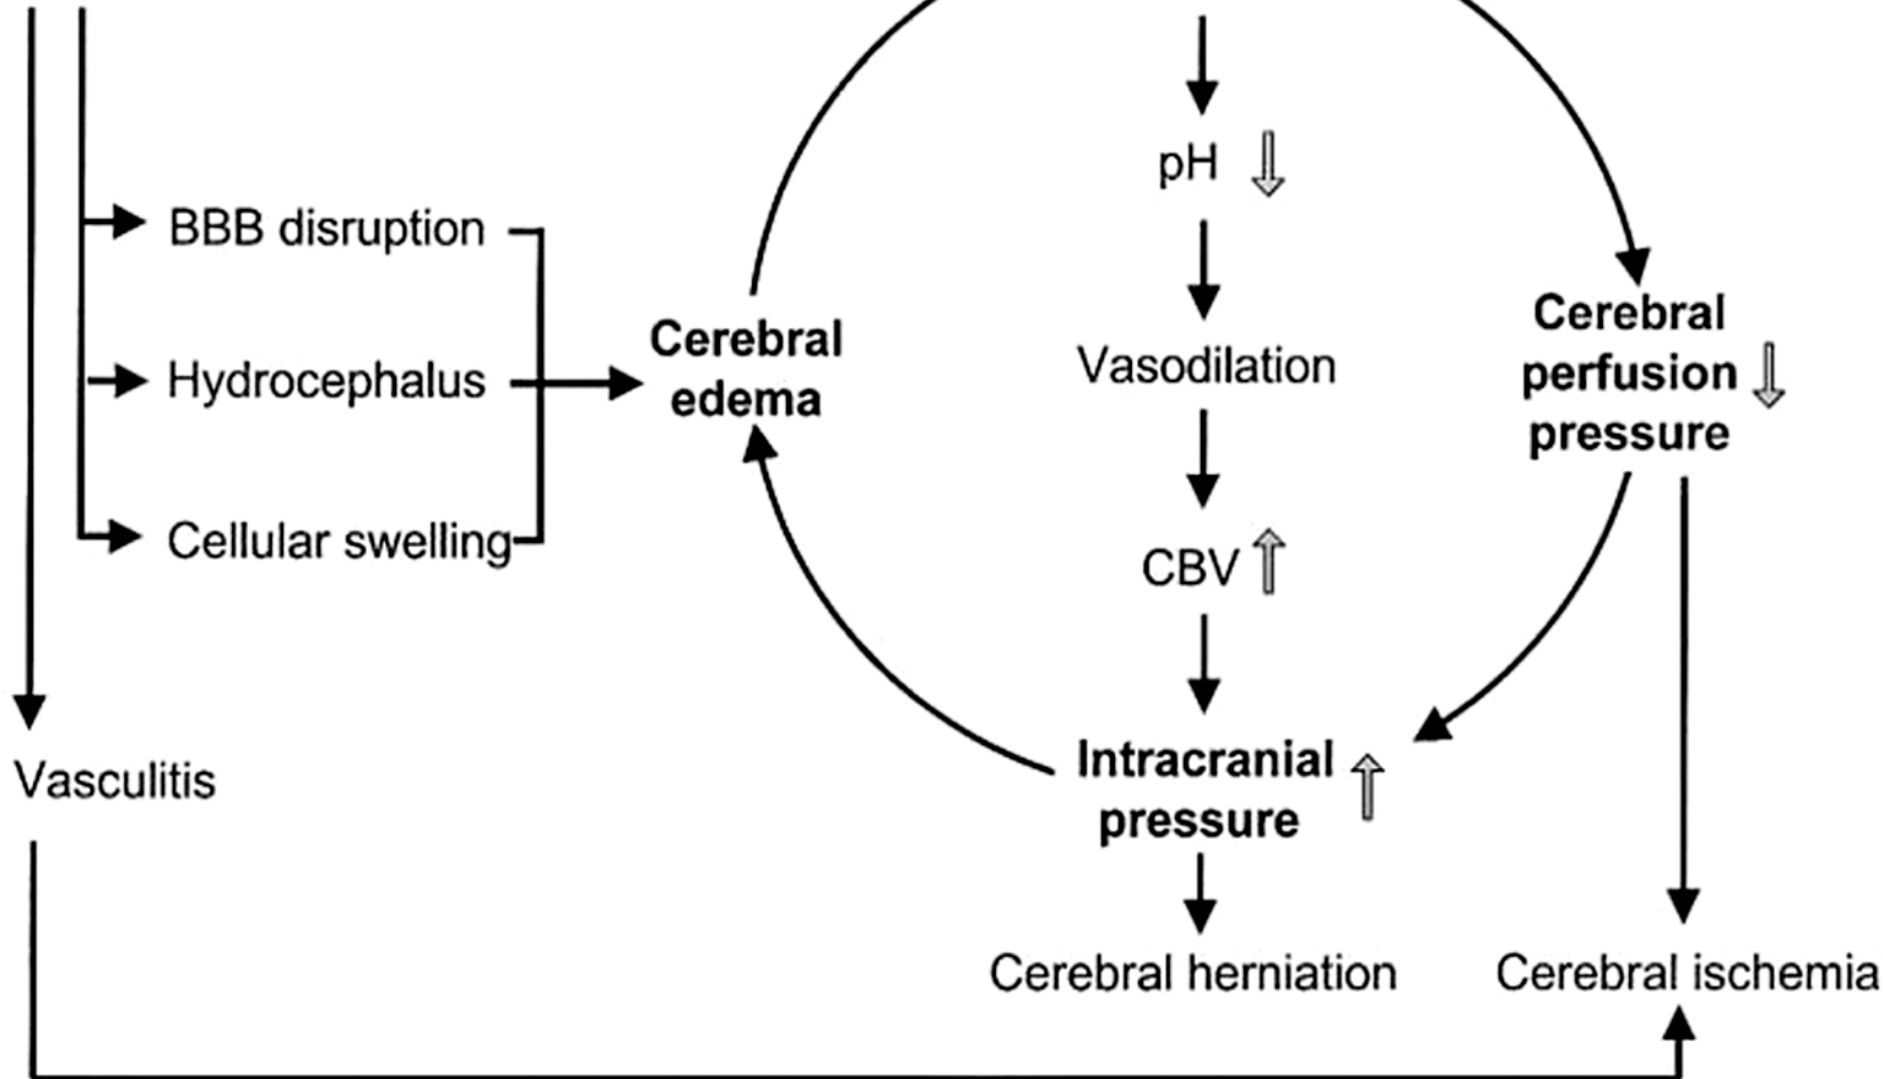 pH
BBB disruption
Hydrocephalus
Cellular swelling
Cerebral
edema
Vasodilation
CBV
Cerebral
perfusion
pressure
Intracranial
pressure
Vasculitis
Cerebral herniation
Cerebral ischemia